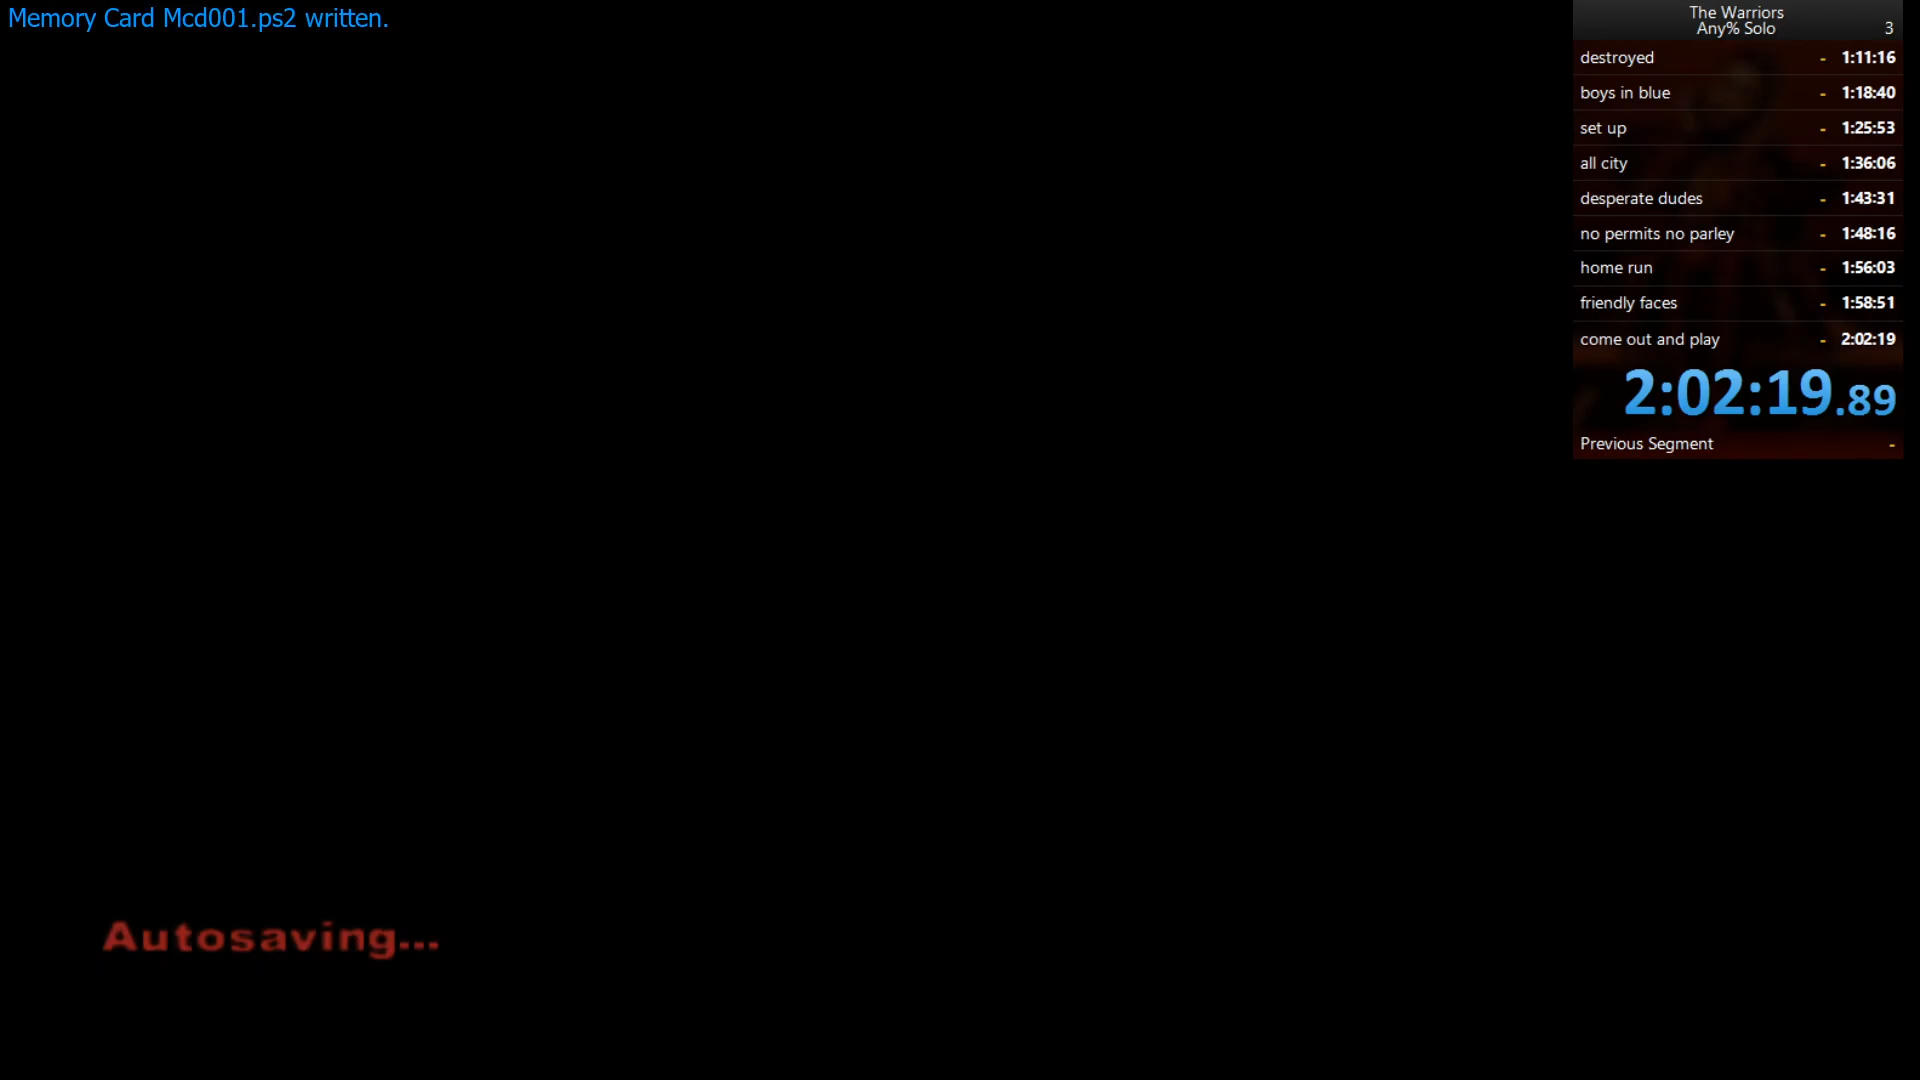 Memory Card Mcd001.ps2 written.
The Warriors
Any% Solo 3
destroyed - 1:11:16
boys in blue - 1:18:40
set up - 1:25:53
all city - 1:36:06
desperate dudes - 1:43:31
no permits no parley - 1:48:16
home run - 1:56:03
friendly faces - 1:58:51
come out and play - 2:02:19
2:02:19.89
Previous Segment -
Autosaving...